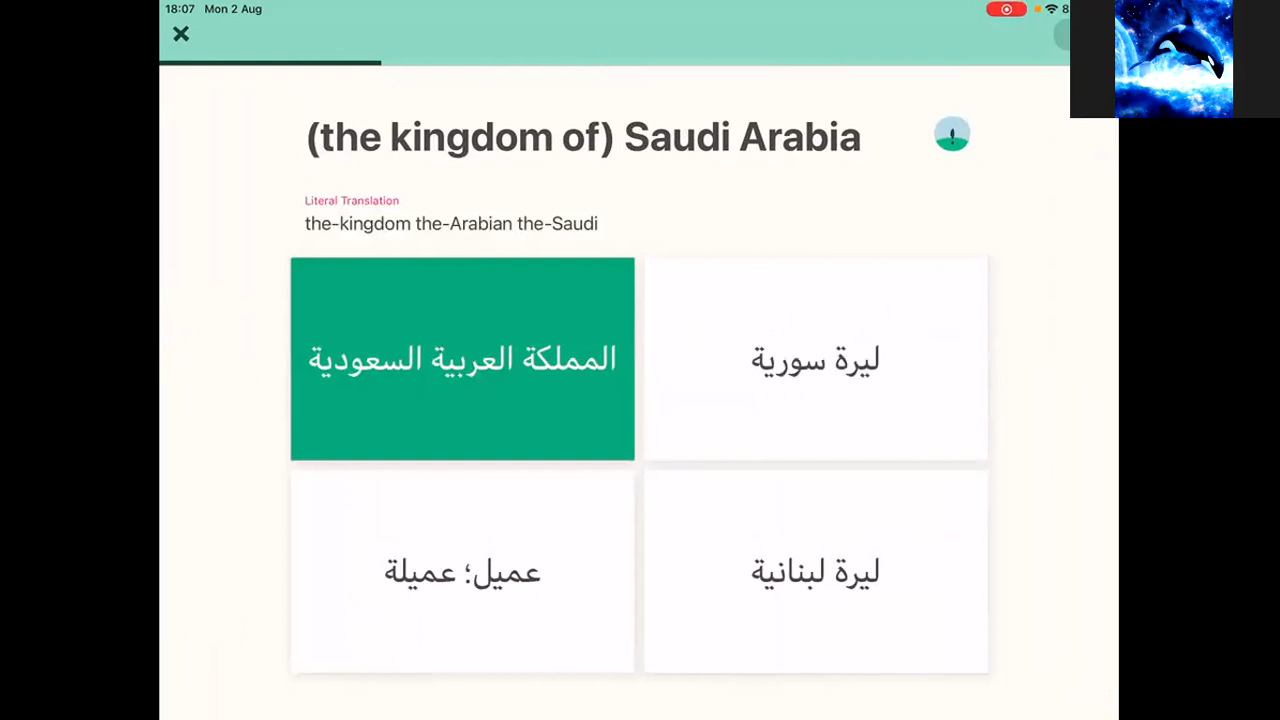 18:07 Mon 2 Aug
(the kingdom of) Saudi Arabia
Literal Translation
the-kingdom the-Arabian the-Saudi
المملكة العربية السعودية
ليرة سورية
عميل؛ عميلة
ليرة لبنانية